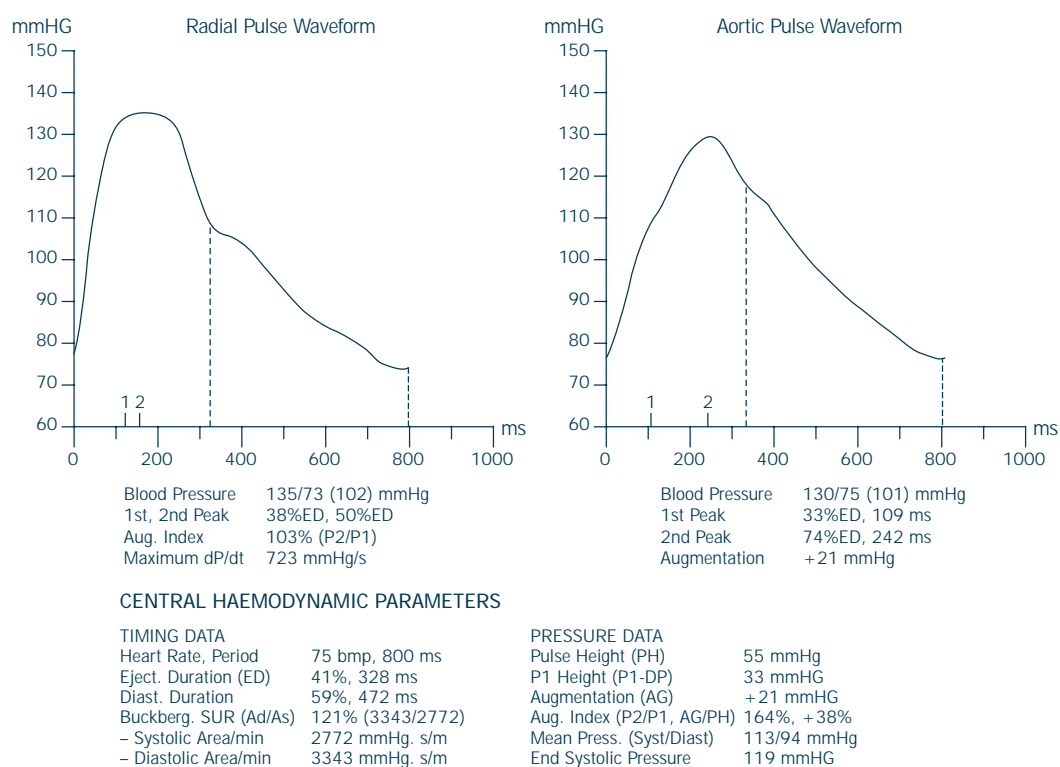 mmHG Radial Pulse Waveform
150
140
130
120
110
100
90
80
70
60
1 2
ms
0 200 400 600 800 1000
Blood Pressure 135/73 (102) mmHg
1st, 2nd Peak 38%ED, 50%ED
Aug. Index 103% (P2/P1)
Maximum dP/dt 723 mmHg/s
mmHG Aortic Pulse Waveform
150
140
130
120
110
100
90
80
70
60
1 2
ms
0 200 400 600 800 1000
Blood Pressure 130/75 (101) mmHg
1st Peak 33%ED, 109 ms
2nd Peak 74%ED, 242 ms
Augmentation +21 mmHg
CENTRAL HAEMODYNAMIC PARAMETERS
TIMING DATA
Heart Rate, Period 75 bmp, 800 ms
Eject. Duration (ED) 41%, 328 ms
Diast. Duration 59%, 472 ms
Buckberg. SUR (Ad/As) 121% (3343/2772)
– Systolic Area/min 2772 mmHg. s/m
– Diastolic Area/min 3343 mmHg. s/m
PRESSURE DATA
Pulse Height (PH) 55 mmHg
P1 Height (P1-DP) 33 mmHG
Augmentation (AG) +21 mmHG
Aug. Index (P2/P1, AG/PH) 164%, +38%
Mean Press. (Syst/Diast) 113/94 mmHg
End Systolic Pressure 119 mmHG